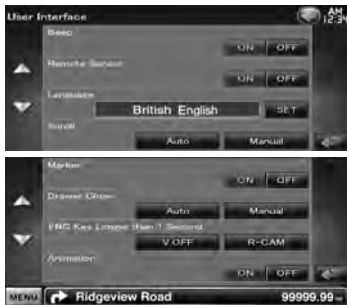 User Interface
AM
12:34
Beep
ON OFF
Remote Sensor
ON OFF
Language
British English SET
Scroll
Auto Manual
Marker
ON OFF
Drawer Close
Auto Manual
FNC Key Longer than 1 Second
V.OFF R-CAM
Animation
ON OFF
MENU Ridgeview Road 99999.99